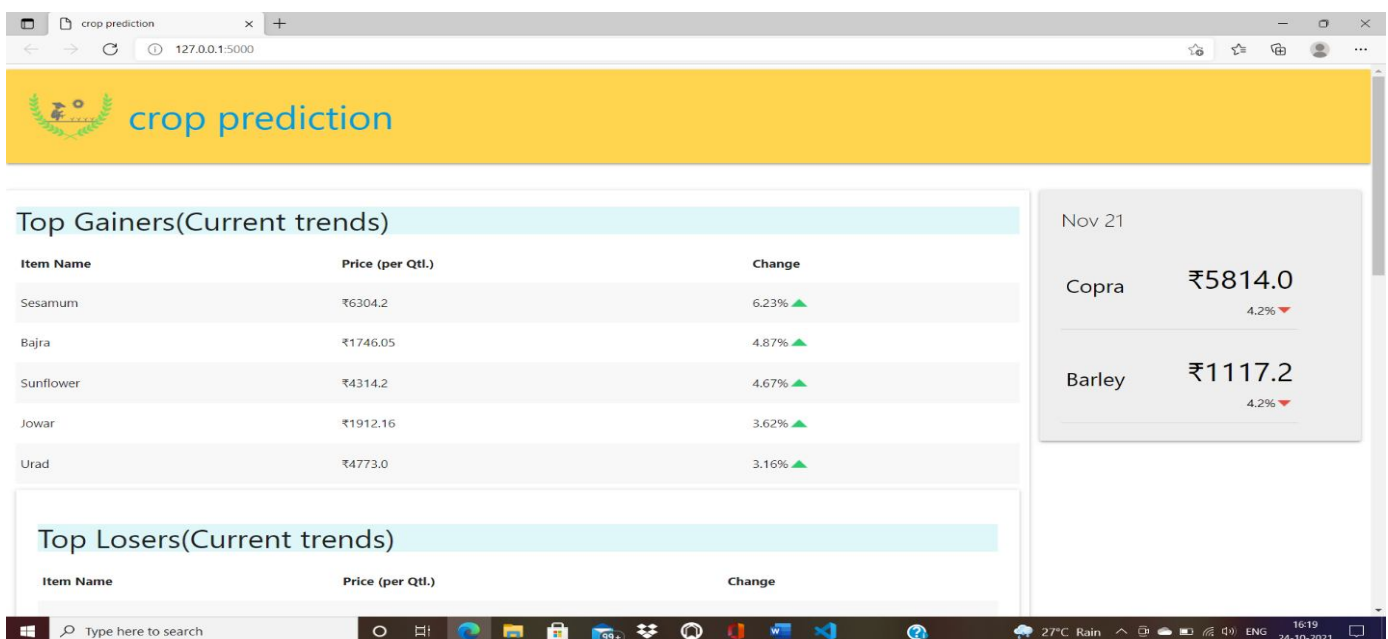 crop prediction
127.0.0.1:5000
crop prediction
Top Gainers(Current trends)
Item Name Price (per Qtl.) Change
Sesamum ₹6304.2 6.23%
Bajra ₹1746.05 4.87%
Sunflower ₹4314.2 4.67%
Jowar ₹1912.16 3.62%
Urad ₹4773.0 3.16%
Top Losers(Current trends)
Item Name Price (per Qtl.) Change
Nov 21
Copra ₹5814.0
4.2%
Barley ₹1117.2
4.2%
Type here to search
99+
27°C Rain
ENG
16:19
24-10-2021